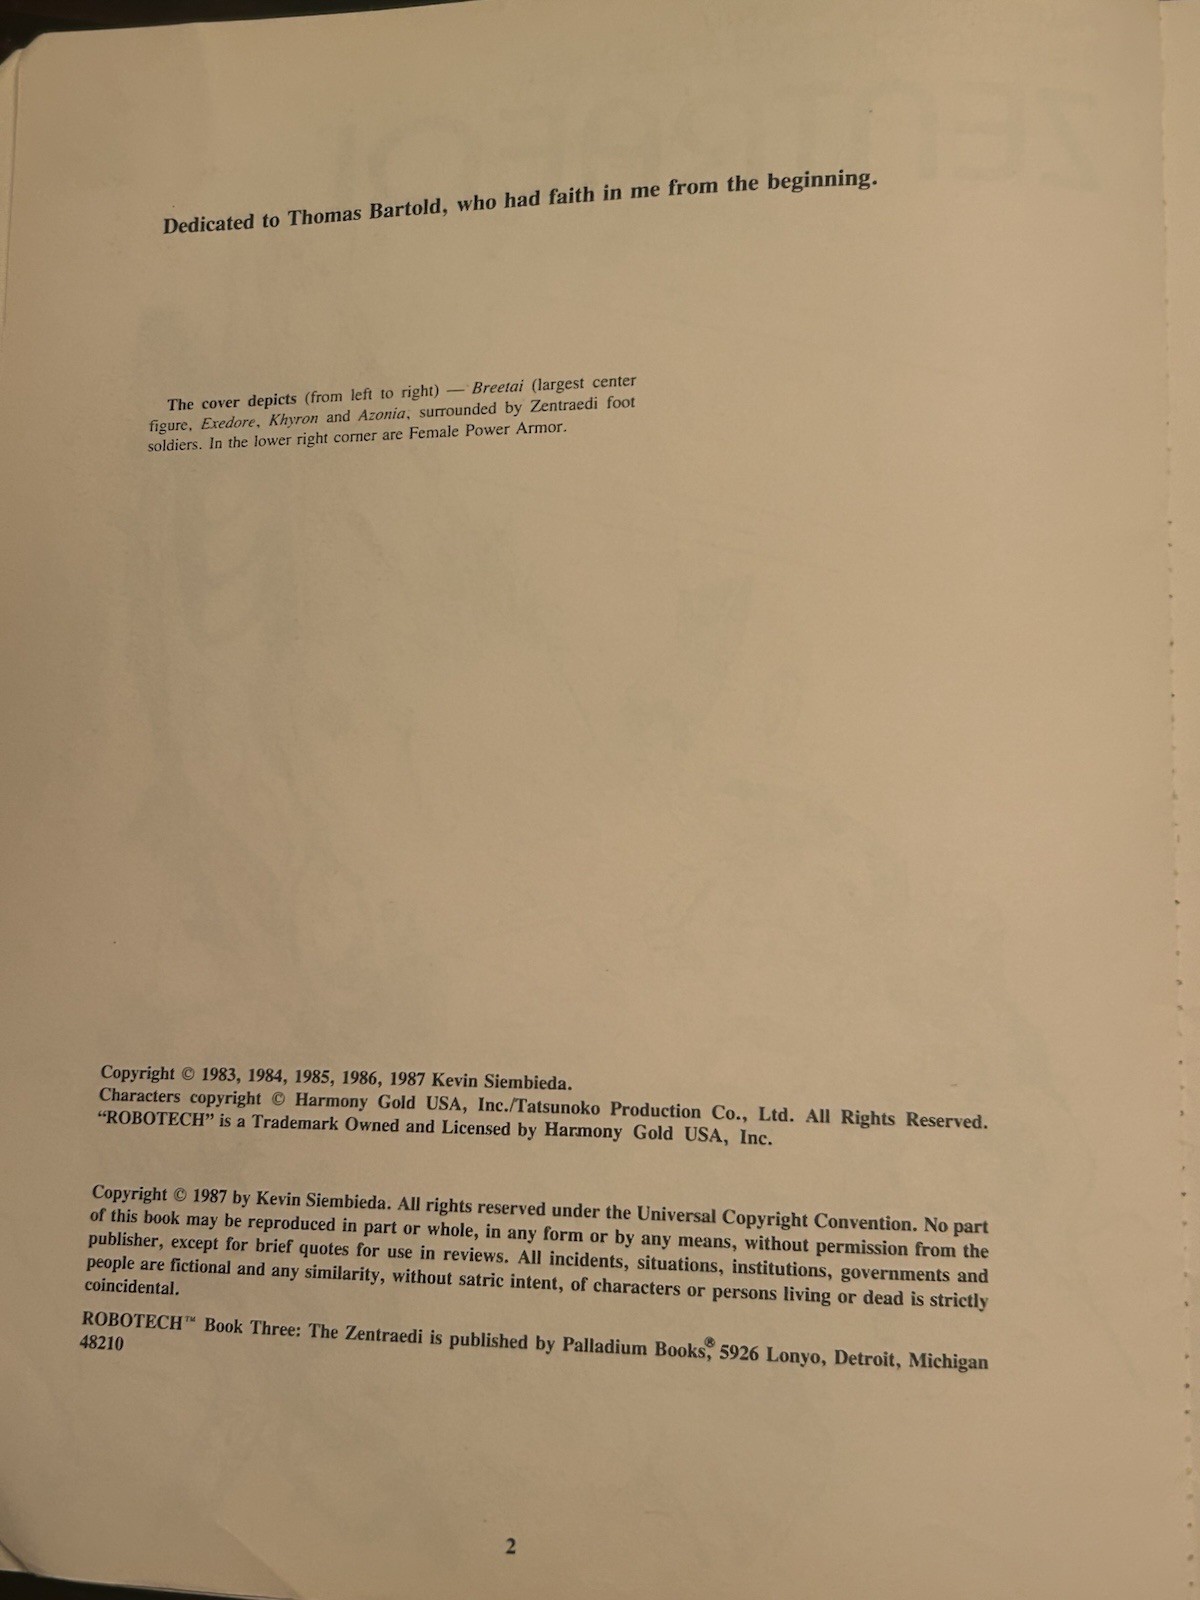 Dedicated to Thomas Bartold, who had faith in me from the beginning.
The cover depicts (from left to right) — Breetai (largest center
figure, Exedore, Khyron and Azonia, surrounded by Zentraedi foot
soldiers. In the lower right corner are Female Power Armor.
Copyright © 1983, 1984, 1985, 1986, 1987 Kevin Siembieda.
Characters copyright © Harmony Gold USA, Inc./Tatsunoko Production Co., Ltd. All Rights Reserved.
“ROBOTECH” is a Trademark Owned and Licensed by Harmony Gold USA, Inc.
Copyright © 1987 by Kevin Siembieda. All rights reserved under the Universal Copyright Convention. No part
of this book may be reproduced in part or whole, in any form or by any means, without permission from the
publisher, except for brief quotes for use in reviews. All incidents, situations, institutions, governments and
people are fictional and any similarity, without satric intent, of characters or persons living or dead is strictly
coincidental.
ROBOTECH™ Book Three: The Zentraedi is published by Palladium Books,® 5926 Lonyo, Detroit, Michigan
48210
2